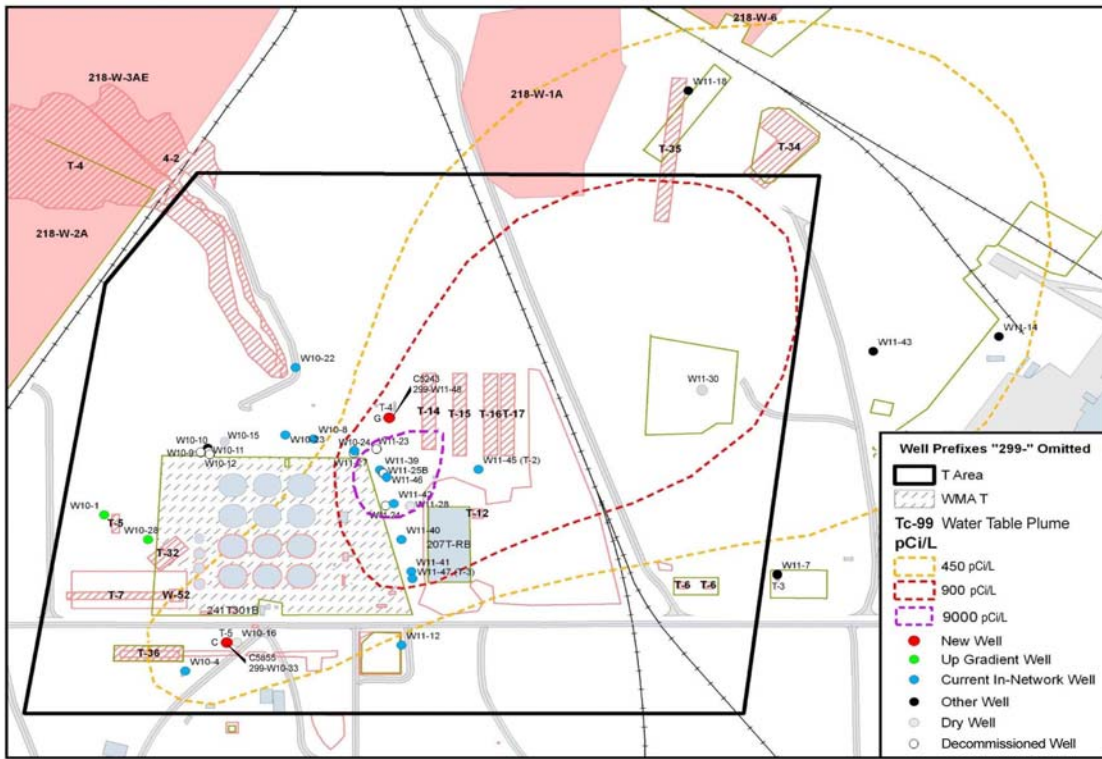 218-W-6
218-W-3AE
218-W-1A
W11-18
T-35
T-34
T-4
4-2
218-W-2A
W11-14
W11-43
W10-22
C5243
299-W11-48
T-4
G
T-14
T-15
T-16
T-17
W11-30
W10-10
W10-15
W10-8
W10-23
W10-24
W11-23
W10-9
W10-11
W10-12
W11-27
W11-39
W11-45 (T-2)
W11-25B
W11-46
W10-1
T-5
W11-42
W11-28
W11-24
T-12
W10-28
W11-40
207T-RB
T-32
W11-41
W11-47 (T-3)
W11-7
T-3
T-6
T-6
T-7
W-52
241T301B
T-5
C
W10-16
W11-12
T-36
C5855
299-W10-33
W10-4
Well Prefixes "299-" Omitted
T Area
WMA T
Tc-99 Water Table Plume
pCi/L
450 pCi/L
900 pCi/L
9000 pCi/L
New Well
Up Gradient Well
Current In-Network Well
Other Well
Dry Well
Decommissioned Well